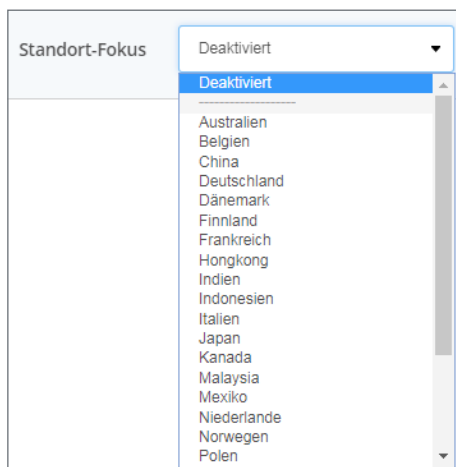 Standort-Fokus
Deaktiviert
Deaktiviert
-------------------
Australien
Belgien
China
Deutschland
Dänemark
Finnland
Frankreich
Hongkong
Indien
Indonesien
Italien
Japan
Kanada
Malaysia
Mexiko
Niederlande
Norwegen
Polen